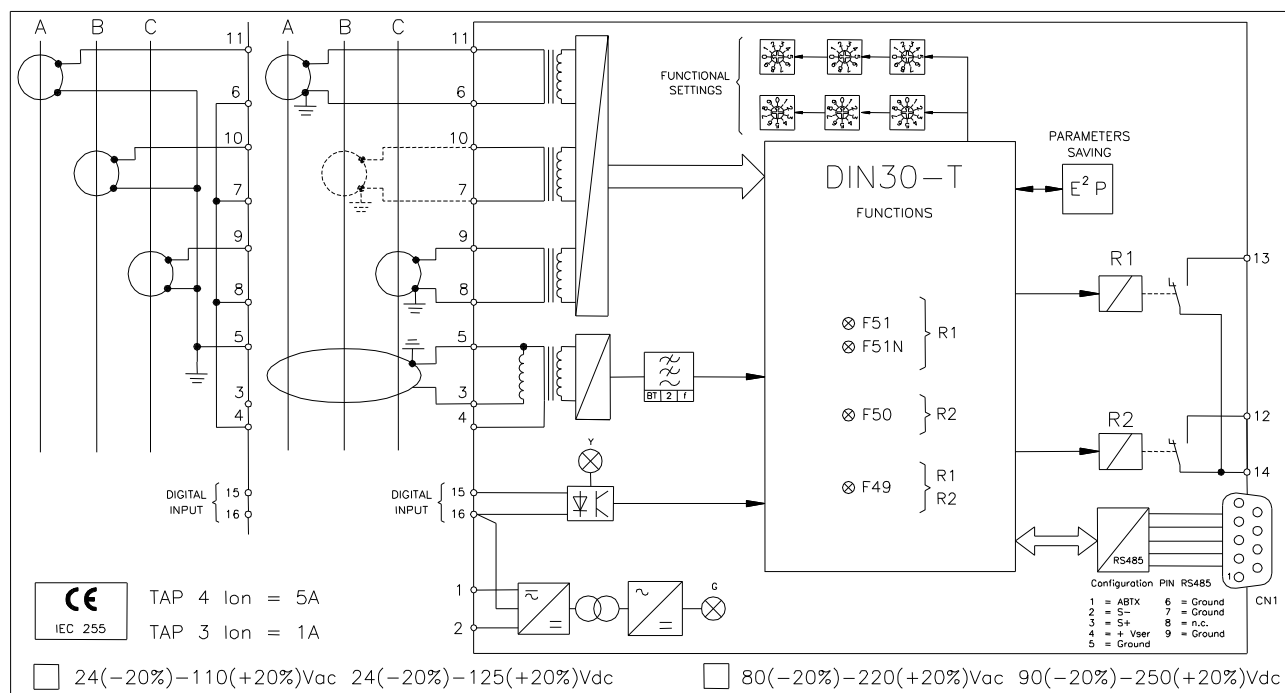 A B C
11
6
10
7
9
8
5
3
4
DIGITAL INPUT
15
16
A B C
11
6
10
7
9
8
5
3
4
DIGITAL INPUT
15
16
1
2
FUNCTIONAL
SETTINGS
DIN30-T
FUNCTIONS
F51
F51N
R1
F50
R2
F49
R1
R2
PARAMETERS
SAVING
E² P
R1
13
R2
12
14
BT 2 f
Y
G
RS485
1
CN1
Configuration PIN RS485
1 = ABTX 6 = Ground
2 = S- 7 = Ground
3 = S+ 8 = n.c.
4 = + Vser 9 = Ground
5 = Ground
CE
IEC 255
TAP 4 Ion = 5A
TAP 3 Ion = 1A
24(-20%)-110(+20%)Vac 24(-20%)-125(+20%)Vdc
80(-20%)-220(+20%)Vac 90(-20%)-250(+20%)Vdc